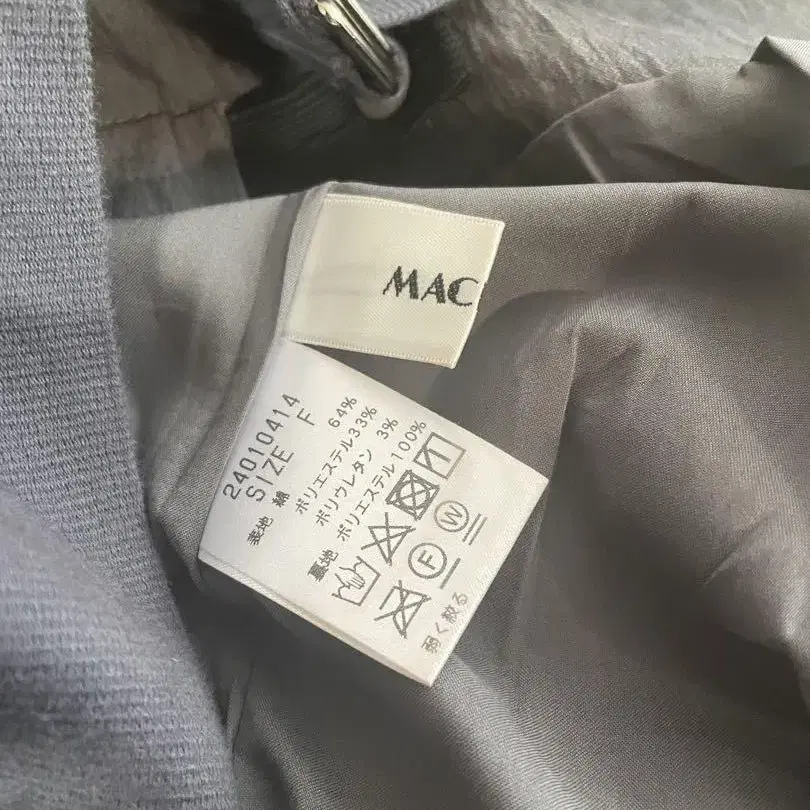 MAC
24010414
SIZE F
表地 綿 64%
ポリエステル33%
ポリウレタン 3%
裏地 ポリエステル100%
F
W
弱く絞る